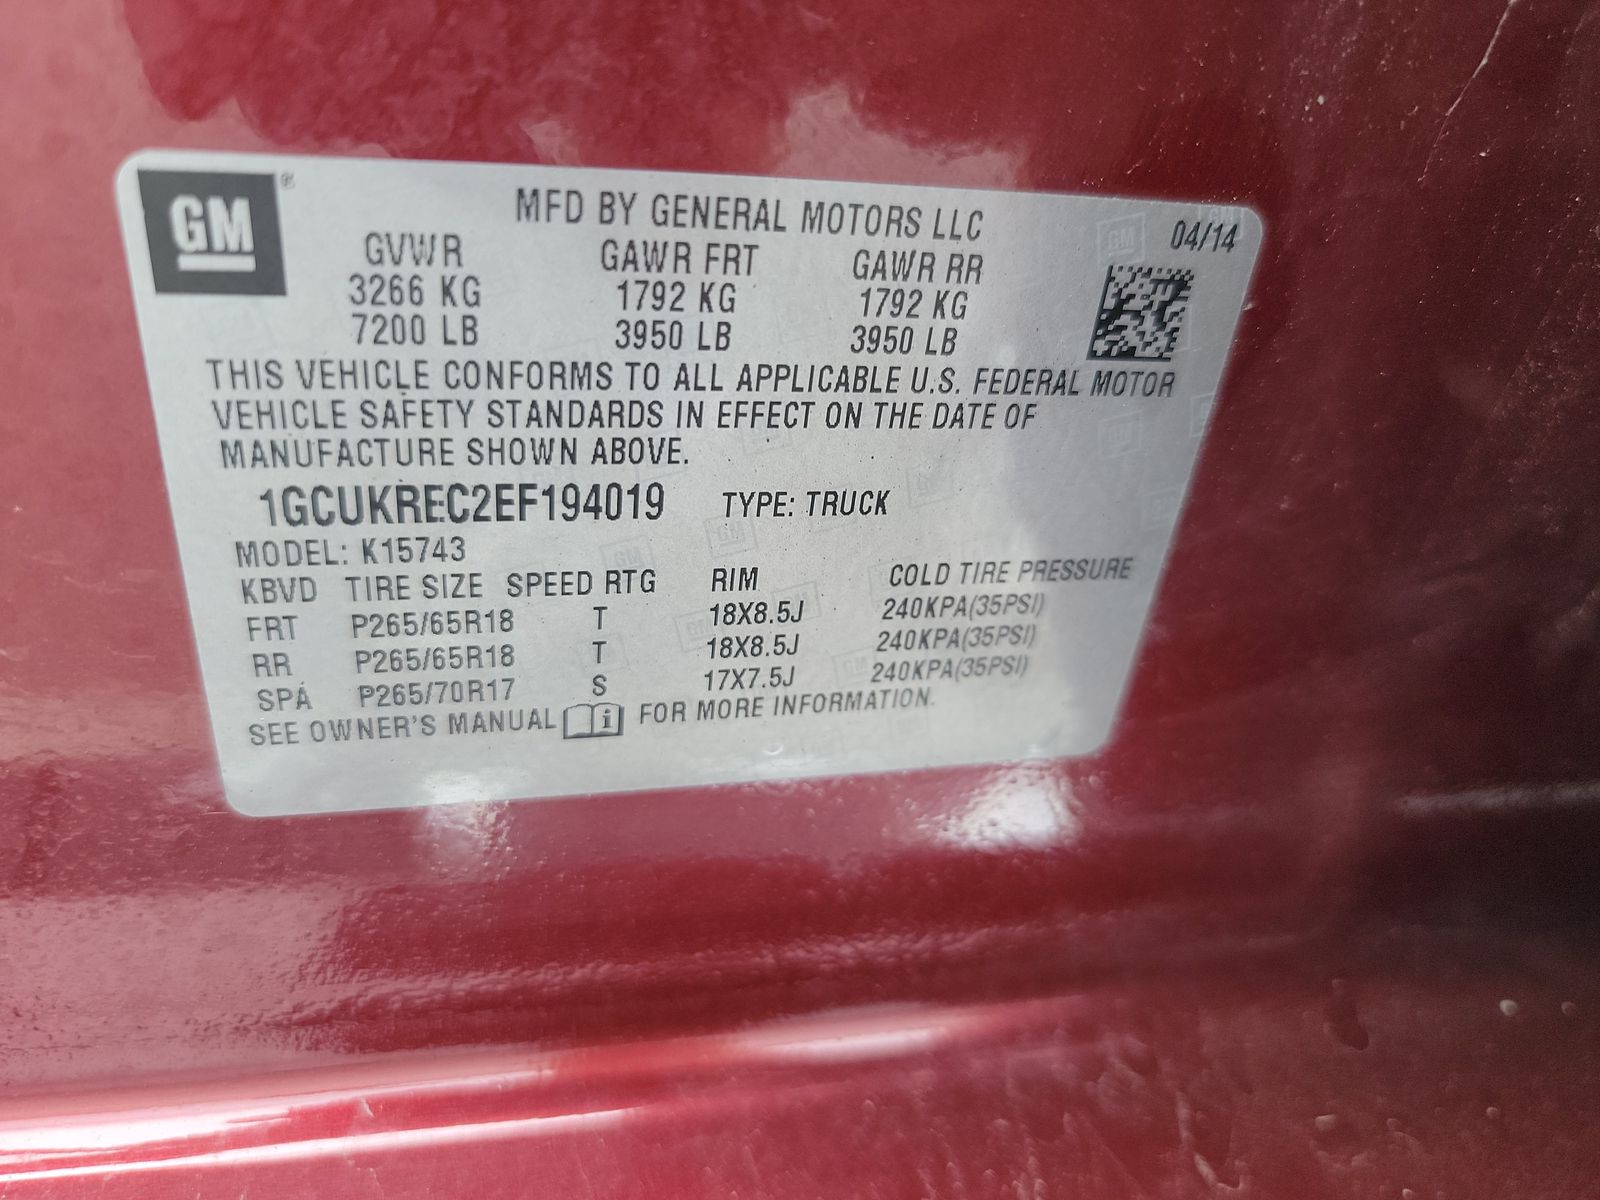 GM ® MFD BY GENERAL MOTORS LLC 04/14
GVWR GAWR FRT GAWR RR
3266 KG 1792 KG 1792 KG
7200 LB 3950 LB 3950 LB
THIS VEHICLE CONFORMS TO ALL APPLICABLE U.S. FEDERAL MOTOR
VEHICLE SAFETY STANDARDS IN EFFECT ON THE DATE OF
MANUFACTURE SHOWN ABOVE.
1GCUKREC2EF194019 TYPE: TRUCK
MODEL: K15743
KBVD TIRE SIZE SPEED RTG RIM COLD TIRE PRESSURE
FRT P265/65R18 T 18X8.5J 240KPA(35PSI)
RR P265/65R18 T 18X8.5J 240KPA(35PSI)
SPA P265/70R17 S 17X7.5J 240KPA(35PSI)
SEE OWNER'S MANUAL i FOR MORE INFORMATION.